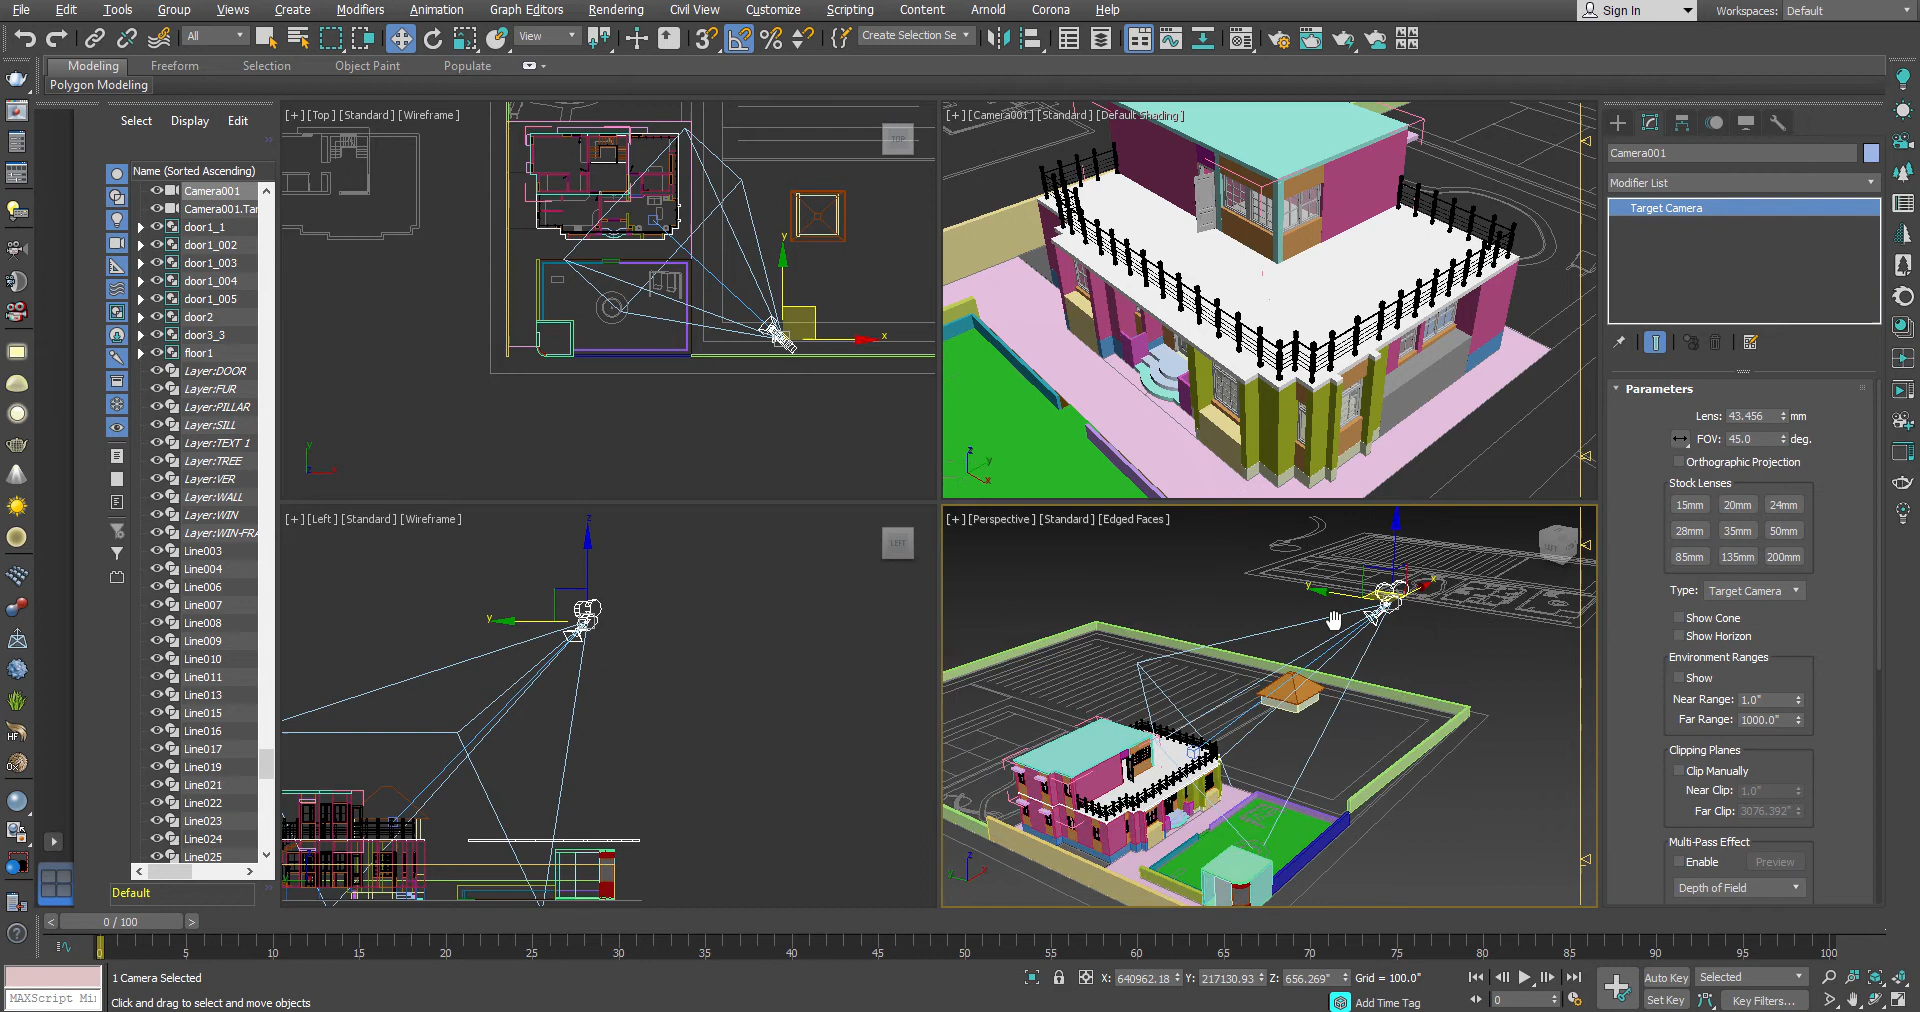 File Edit Tools Group Views Create Modifiers Animation Graph Editors Rendering Civil View Customize Scripting Content Arnold Corona Help
Sign In Workspaces: Default
All View Create Selection Se
Modeling Freeform Selection Object Paint Populate
Polygon Modeling
Select Display Edit
Name (Sorted Ascending)
Camera001
Camera001.Tar
door1_1
door1_002
door1_003
door1_004
door1_005
door2
door3_3
floor1
Layer:DOOR
Layer:FUR
Layer:PILLAR
Layer:SILL
Layer:TEXT 1
Layer:TREE
Layer:VER
Layer:WALL
Layer:WIN
Layer:WIN-FRA
Line003
Line004
Line006
Line007
Line008
Line009
Line010
Line011
Line013
Line015
Line016
Line017
Line019
Line021
Line022
Line023
Line024
Line025
Default
[+] [Top] [Standard] [Wireframe]
TOP
y
x
y
[+] [Camera001] [Standard] [Default Shading]
z
y
x
[+] [Left] [Standard] [Wireframe]
LEFT
z
y
[+] [Perspective] [Standard] [Edged Faces]
y
x
z
Camera001
Modifier List
Target Camera
Parameters
Lens: 43.456 mm
FOV: 45.0 deg.
Orthographic Projection
Stock Lenses
15mm 20mm 24mm
28mm 35mm 50mm
85mm 135mm 200mm
Type: Target Camera
Show Cone
Show Horizon
Environment Ranges
Show
Near Range: 1.0"
Far Range: 1000.0"
Clipping Planes
Clip Manually
Near Clip: 1.0"
Far Clip: 3076.392"
Multi-Pass Effect
Enable Preview
Depth of Field
< 0 / 100 >
0 5 10 15 20 25 30 35 40 45 50 55 60 65 70 75 80 85 90 95 100
1 Camera Selected
X: 640962.18 Y: 217130.93 Z: 656.269" Grid = 100.0"
Auto Key Selected
MAXScript Mi
Click and drag to select and move objects
Add Time Tag
0
Set Key Key Filters...